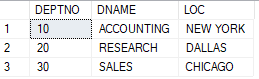 DEPTNO DNAME LOC
1 10 ACCOUNTING NEW YORK
2 20 RESEARCH DALLAS
3 30 SALES CHICAGO